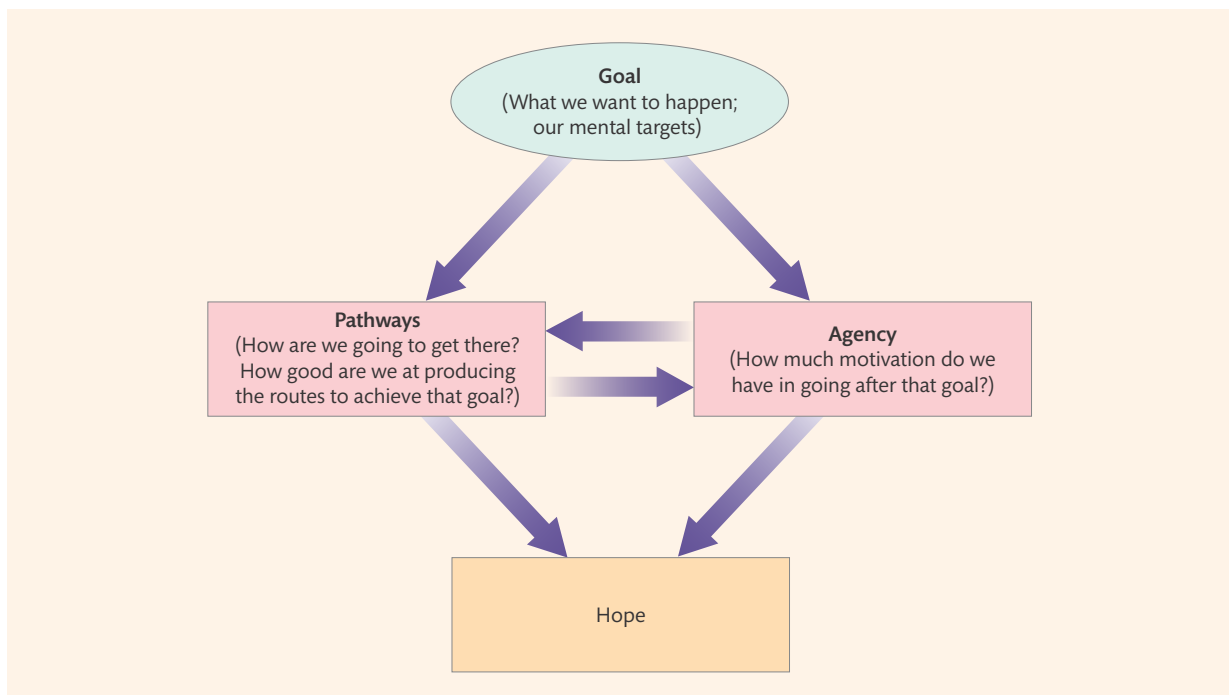 Goal
(What we want to happen;
our mental targets)
Pathways
(How are we going to get there?
How good are we at producing
the routes to achieve that goal?)
Agency
(How much motivation do we
have in going after that goal?)
Hope